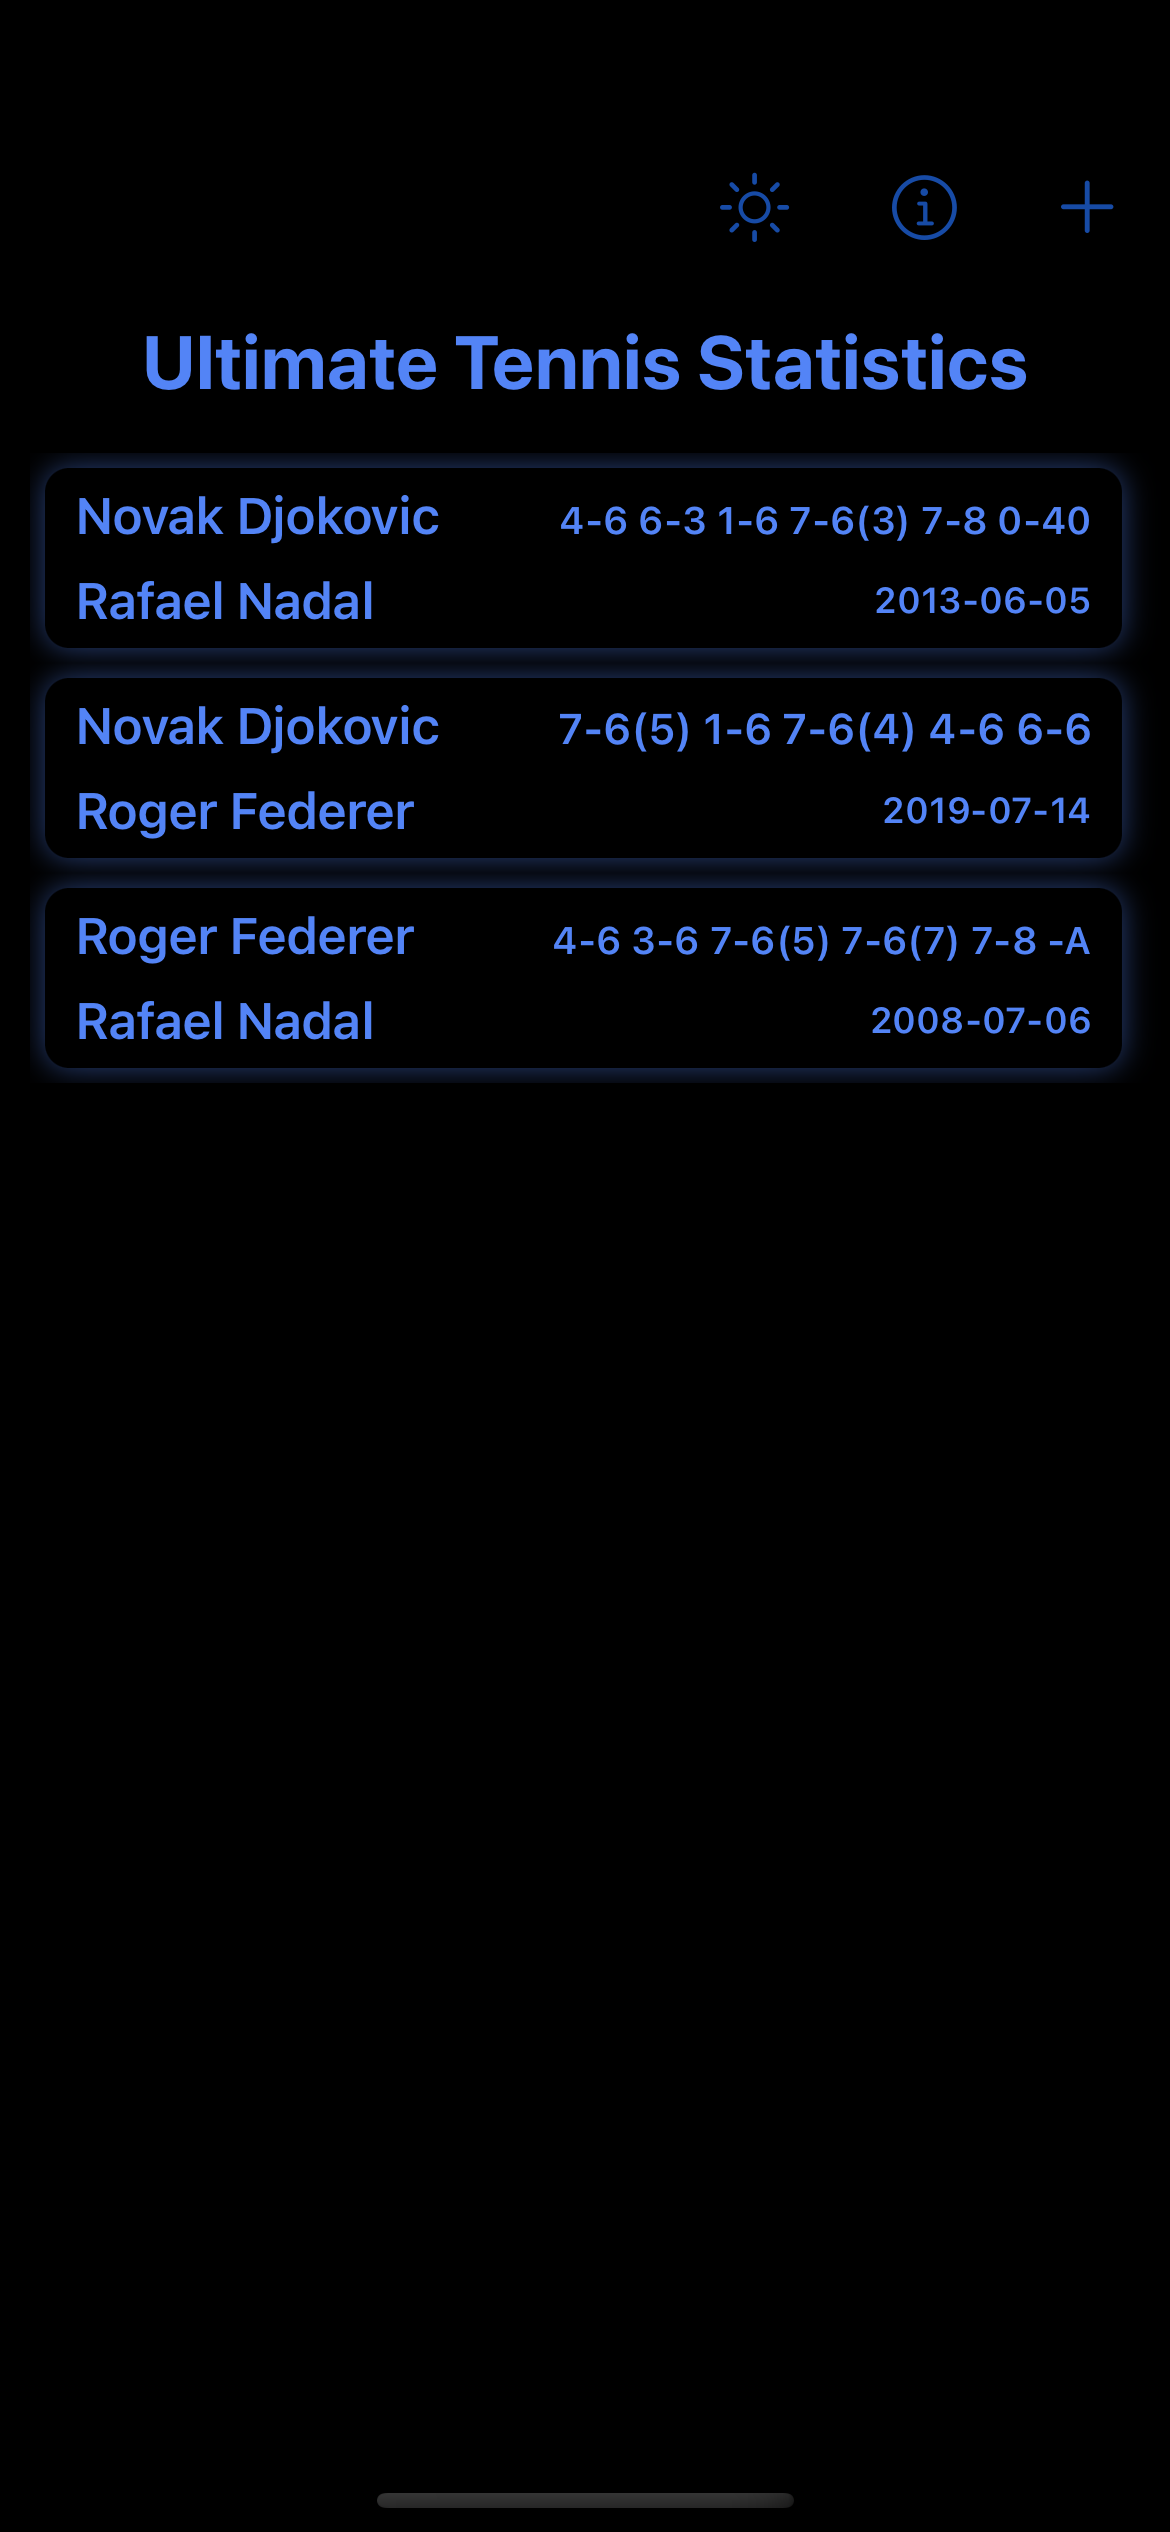 Ultimate Tennis Statistics
Novak Djokovic 4-6 6-3 1-6 7-6(3) 7-8 0-40
Rafael Nadal 2013-06-05
Novak Djokovic 7-6(5) 1-6 7-6(4) 4-6 6-6
Roger Federer 2019-07-14
Roger Federer 4-6 3-6 7-6(5) 7-6(7) 7-8 -A
Rafael Nadal 2008-07-06